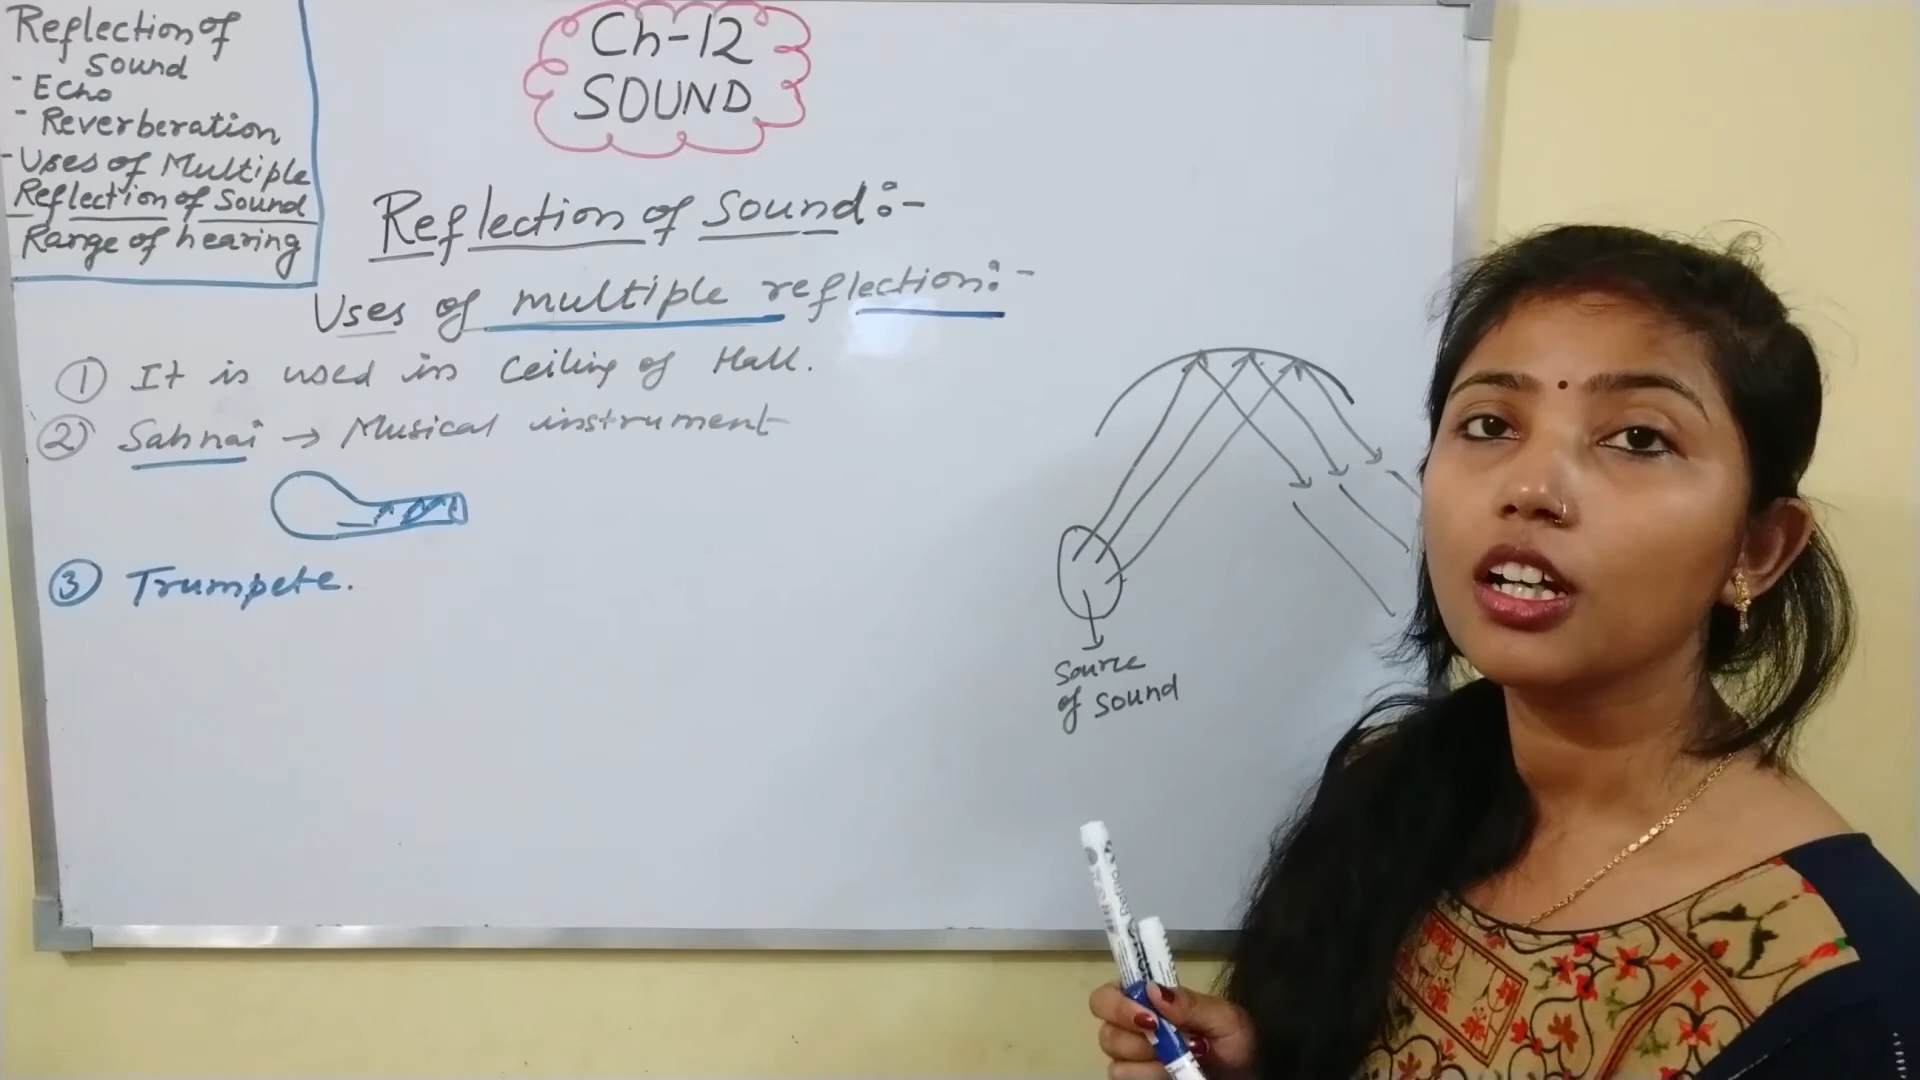 Reflection of
Sound
- Echo
- Reverberation
- Uses of Multiple
Reflection of Sound
Range of hearing
Ch-12
SOUND
Reflection of Sound:-
Uses of multiple reflection:-
① It is used in Ceiling of Hall.
② Sahnai → Musical instrument
③ Trumpete.
Source
of Sound